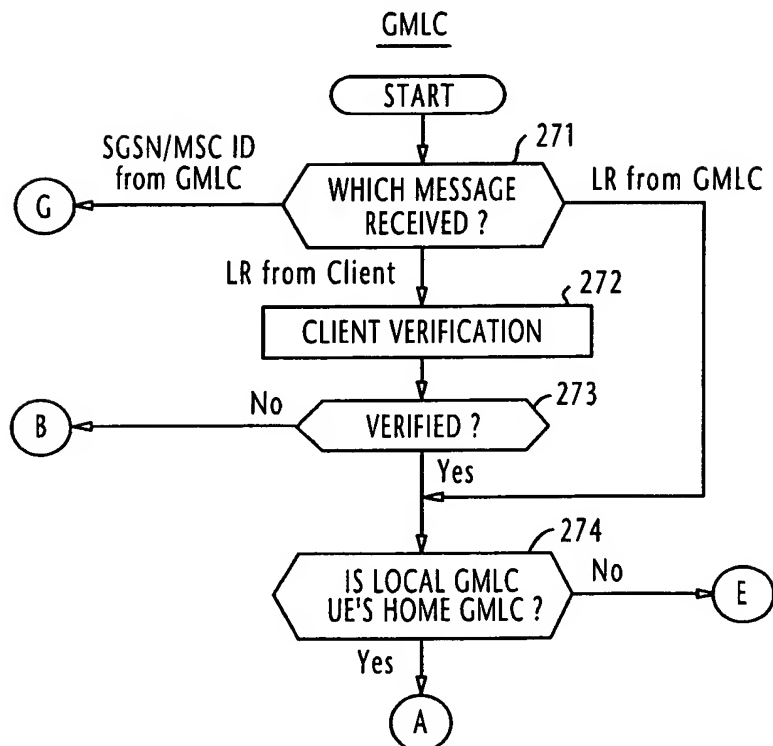 GMLC
START
271
SGSN/MSC ID
from GMLC
WHICH MESSAGE
RECEIVED ?
LR from GMLC
G
LR from Client
272
CLIENT VERIFICATION
273
No
VERIFIED ?
B
Yes
274
IS LOCAL GMLC
UE'S HOME GMLC ?
No
E
Yes
A